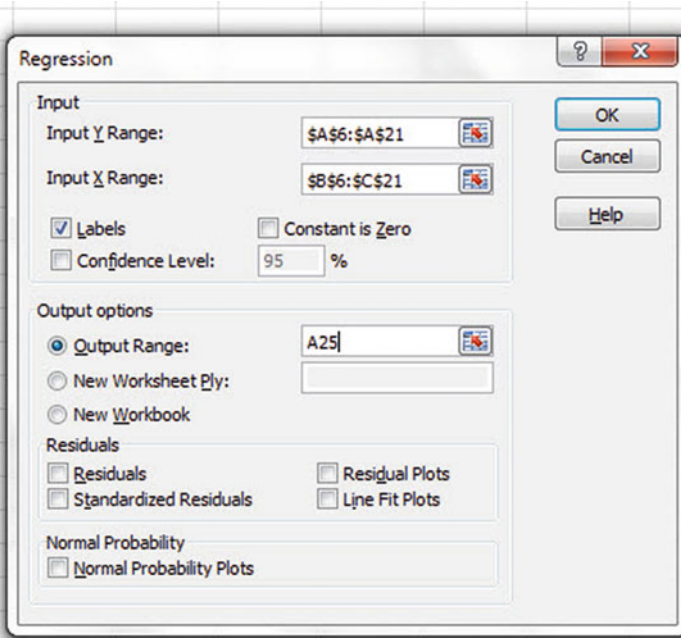 Regression
Input
Input Y Range: $A$6:$A$21
Input X Range: $B$6:$C$21
Labels Constant is Zero
Confidence Level: 95 %
OK
Cancel
Help
Output options
Output Range: A25
New Worksheet Ply:
New Workbook
Residuals
Residuals Residual Plots
Standardized Residuals Line Fit Plots
Normal Probability
Normal Probability Plots